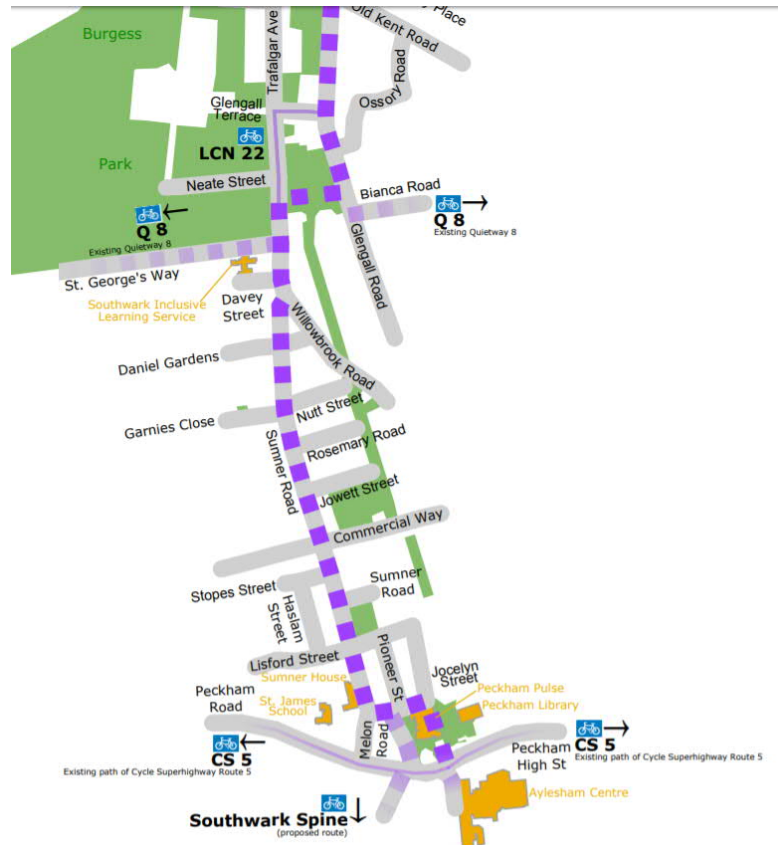 Burgess
Place
Old Kent Road
Trafalgar Ave
Glengall
Terrace
Ossory Road
LCN 22
Park
Neate Street
Bianca Road
Q 8
Existing Quietway 8
Q 8
Existing Quietway 8
Glengall Road
St. George's Way
Southwark Inclusive
Learning Service
Davey
Street
Willowbrook Road
Daniel Gardens
Nutt Street
Garnies Close
Sumner Road
Rosemary Road
Jowett Street
Commercial Way
Stopes Street
Haslam
Street
Sumner
Road
Lisford Street
Pioneer St
Jocelyn
Street
Sumner House
Peckham
Road
St. James
School
Peckham Pulse
Peckham Library
Melon
Road
CS 5
Existing path of Cycle Superhighway Route 5
Peckham
High St
CS 5
Existing path of Cycle Superhighway Route 5
Southwark Spine
(proposed route)
Aylesham Centre